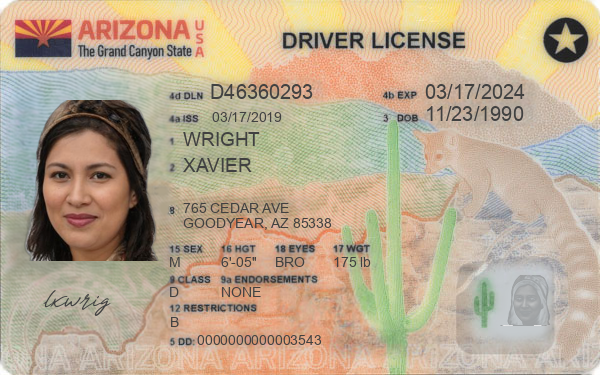 ARIZONA USA
The Grand Canyon State
DRIVER LICENSE
4d DLN D46360293 4b EXP 03/17/2024
4a ISS 03/17/2019 3 DOB 11/23/1990
1 WRIGHT
2 XAVIER
8 765 CEDAR AVE
GOODYEAR, AZ 85338
15 SEX 16 HGT 18 EYES 17 WGT
M 6'-05" BRO 175 lb
9 CLASS 9a ENDORSEMENTS
D NONE
12 RESTRICTIONS
B
lxwrig
5 DD: 0000000000003543
ARIZONA ARIZONA ARIZONA ARIZONA